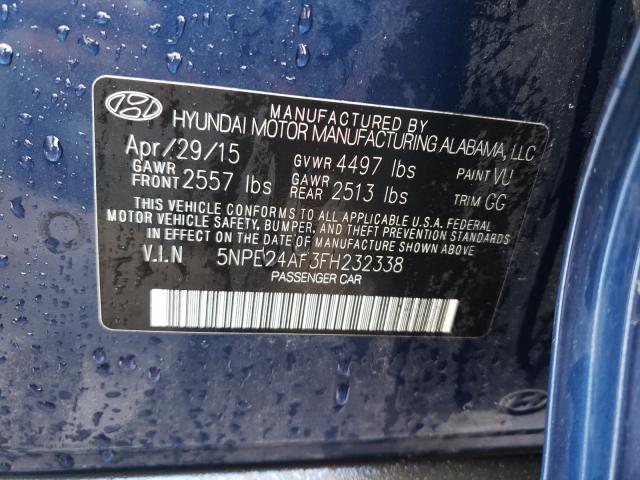 MANUFACTURED BY
HYUNDAI MOTOR MANUFACTURING ALABAMA, LLC
Apr/29/15 GVWR 4497 lbs PAINT VU
GAWR FRONT 2557 lbs GAWR REAR 2513 lbs TRIM GG
THIS VEHICLE CONFORMS TO ALL APPLICABLE U.S.A. FEDERAL
MOTOR VEHICLE SAFETY, BUMPER, AND THEFT PREVENTION STANDARDS
IN EFFECT ON THE DATE OF MANUFACTURE SHOWN ABOVE
V.I.N 5NPE24AF3FH232338
PASSENGER CAR